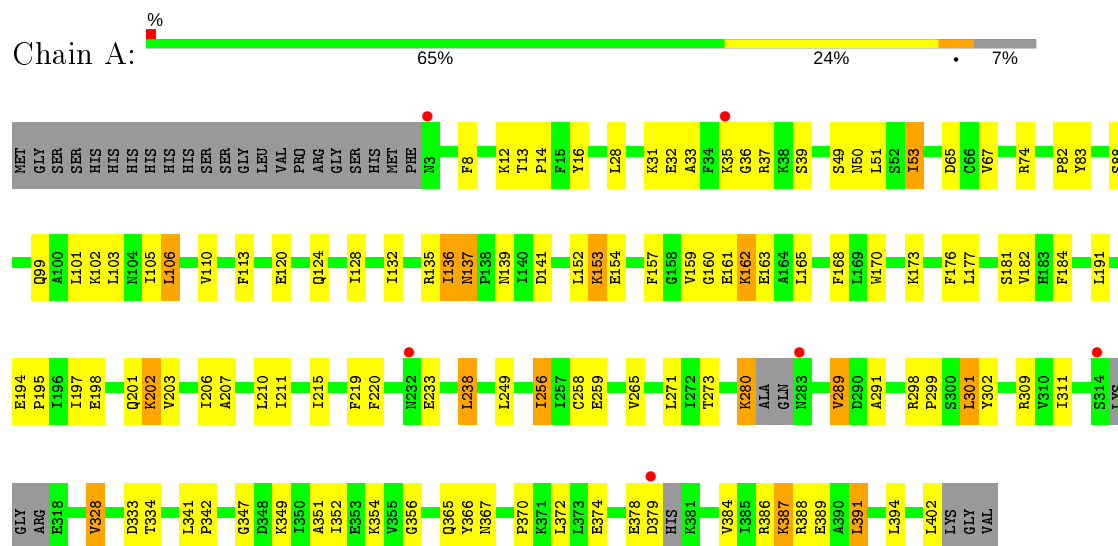 %
Chain A:
65% 24% • 7%
MET GLY SER SER HIS HIS HIS HIS HIS HIS SER SER GLY LEU VAL PRO ARG GLY SER HIS MET PHE N3 F8 K12 T13 P14 F15 Y16 L28 K31 E32 A33 F34 K35 G36 R37 K38 S39 S49 N50 L51 S52 I53 D65 C66 V67 R74 P82 Y83 S88
Q99 A100 L101 K102 L103 N104 I105 L106 V110 F113 E120 Q124 I128 I132 R135 I136 N137 P138 N139 I140 D141 L152 K153 E154 F157 G158 V159 G160 E161 K162 E163 A164 L165 F168 L169 W170 K173 F176 L177 S181 V182 H183 F184 L191
E194 P195 I196 I197 E198 Q201 K202 V203 I206 A207 L210 I211 I215 F219 F220 N232 E233 L238 L249 I256 I257 C258 E259 V265 L271 I272 T273 K280 ALA GLN N283 V289 D290 A291 R298 P299 S300 L301 Y302 R309 V310 I311 S314 LYS
GLY ARG E318 V328 D333 T334 L341 P342 G347 D348 K349 I350 A351 I352 E353 K354 V355 G356 Q365 Y366 N367 P370 K371 L372 L373 E374 E378 D379 HIS K381 V384 I385 R386 K387 R388 E389 A390 L391 L394 L402 LYS GLY VAL